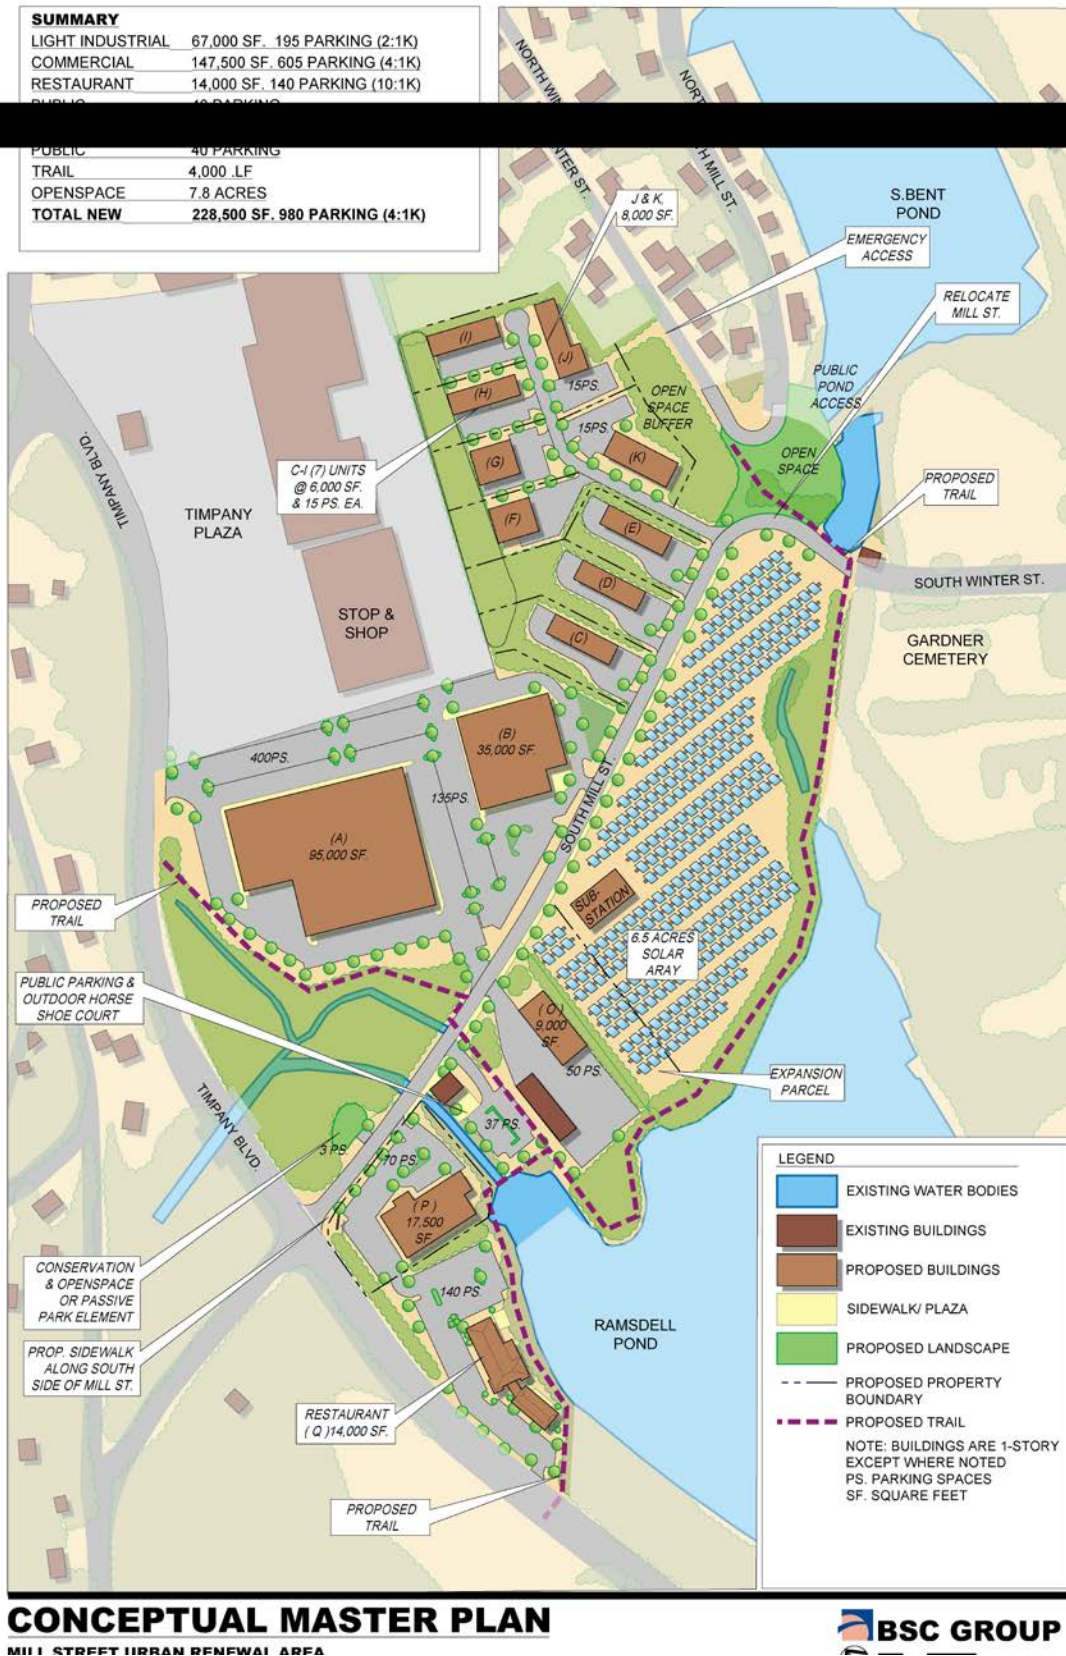 SUMMARY
LIGHT INDUSTRIAL 67,000 SF. 195 PARKING (2:1K)
COMMERCIAL 147,500 SF. 605 PARKING (4:1K)
RESTAURANT 14,000 SF. 140 PARKING (10:1K)
PUBLIC 40 PARKING
PUBLIC 40 PARKING
TRAIL 4,000 .LF
OPENSPACE 7.8 ACRES
TOTAL NEW 228,500 SF. 980 PARKING (4:1K)
NORTH WIN
NTER ST.
NORT
H MILL ST.
S.BENT
POND
J & K,
8,000 SF.
EMERGENCY
ACCESS
RELOCATE
MILL ST.
PUBLIC
POND
ACCESS
OPEN
SPACE
BUFFER
OPEN
SPACE
PROPOSED
TRAIL
SOUTH WINTER ST.
GARDNER
CEMETERY
(I)
(J)
(H)
15PS.
15PS.
(G)
(K)
(F)
(E)
(D)
(C)
C-I (7) UNITS
@ 6,000 SF.
& 15 PS. EA.
TIMPANY BLVD.
TIMPANY
PLAZA
STOP &
SHOP
400PS.
(B)
35,000 SF.
135PS.
(A)
95,000 SF.
SOUTH MILL ST.
SUB-
STATION
6.5 ACRES
SOLAR
ARAY
PROPOSED
TRAIL
PUBLIC PARKING &
OUTDOOR HORSE
SHOE COURT
( O )
9,000
SF.
50 PS.
EXPANSION
PARCEL
TIMPANY BLVD.
37 PS.
3 PS.
70 PS.
( P )
17,500
SF
140 PS.
CONSERVATION
& OPENSPACE
OR PASSIVE
PARK ELEMENT
PROP. SIDEWALK
ALONG SOUTH
SIDE OF MILL ST.
RESTAURANT
( Q )14,000 SF.
PROPOSED
TRAIL
RAMSDELL
POND
LEGEND
EXISTING WATER BODIES
EXISTING BUILDINGS
PROPOSED BUILDINGS
SIDEWALK/ PLAZA
PROPOSED LANDSCAPE
PROPOSED PROPERTY
BOUNDARY
PROPOSED TRAIL
NOTE: BUILDINGS ARE 1-STORY
EXCEPT WHERE NOTED
PS. PARKING SPACES
SF. SQUARE FEET
CONCEPTUAL MASTER PLAN
MILL STREET URBAN RENEWAL AREA
BSC GROUP